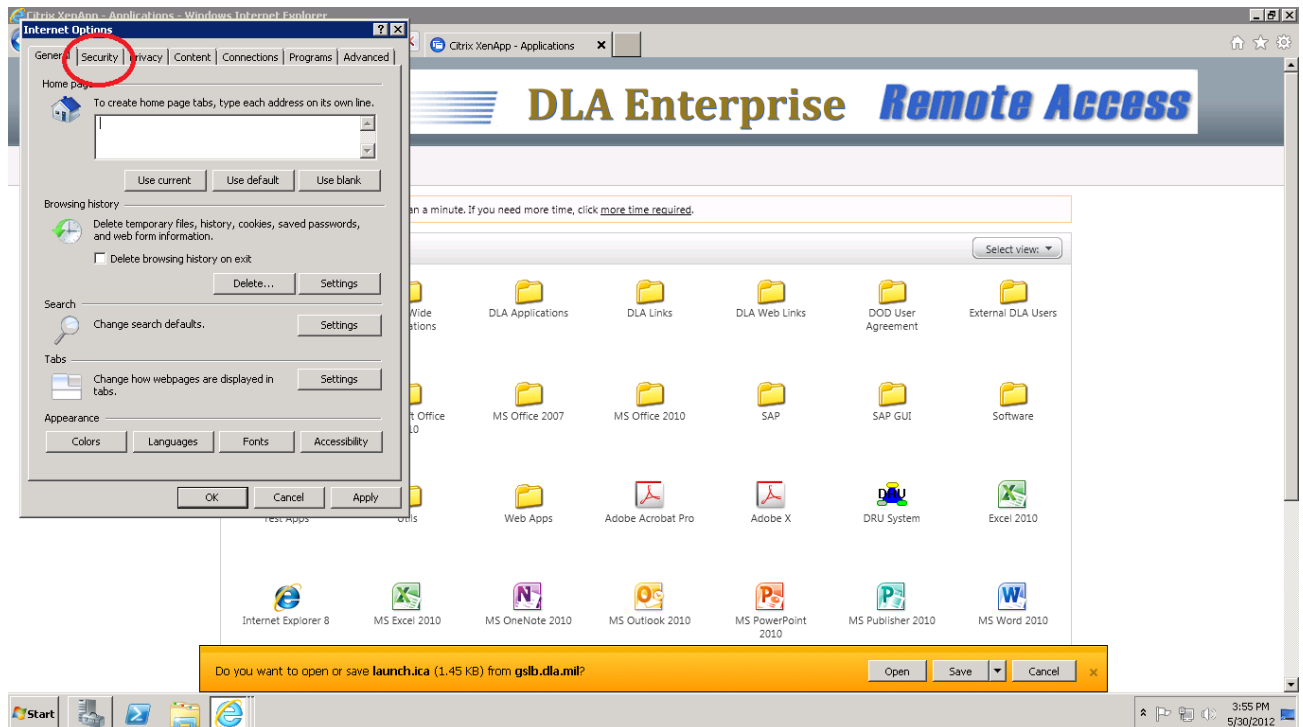 Citrix XenApp - Applications - Windows Internet Explorer
Internet Options
Citrix XenApp - Applications
General Security Privacy Content Connections Programs Advanced
DLA Enterprise Remote Access
Home page
To create home page tabs, type each address on its own line.
Use current Use default Use blank
Browsing history
Delete temporary files, history, cookies, saved passwords,
and web form information.
Delete browsing history on exit
Delete... Settings
Search
Change search defaults. Settings
Tabs
Change how webpages are displayed in
tabs.
Settings
Appearance
Colors Languages Fonts Accessibility
OK Cancel Apply
an a minute. If you need more time, click more time required.
Select view:
Wide
ations
DLA Applications
DLA Links
DLA Web Links
DOD User
Agreement
External DLA Users
t Office
10
MS Office 2007
MS Office 2010
SAP
SAP GUI
Software
Test Apps
Utils
Web Apps
Adobe Acrobat Pro
Adobe X
DRU System
Excel 2010
Internet Explorer 8
MS Excel 2010
MS OneNote 2010
MS Outlook 2010
MS PowerPoint
2010
MS Publisher 2010
MS Word 2010
Do you want to open or save launch.ica (1.45 KB) from gslb.dla.mil?
Open Save Cancel
Start
3:55 PM
5/30/2012